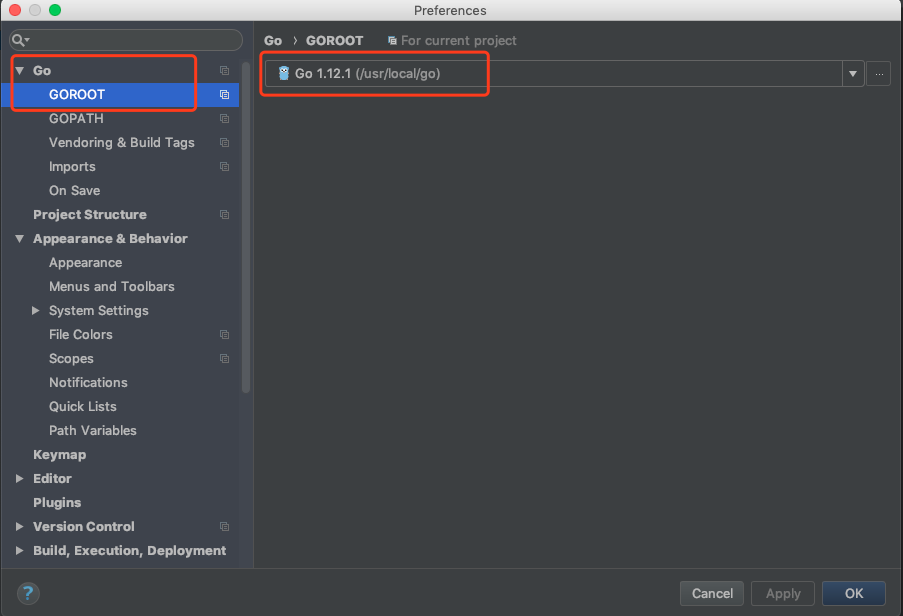 Preferences
Go
GOROOT
GOPATH
Vendoring & Build Tags
Imports
On Save
Project Structure
Appearance & Behavior
Appearance
Menus and Toolbars
System Settings
File Colors
Scopes
Notifications
Quick Lists
Path Variables
Keymap
Editor
Plugins
Version Control
Build, Execution, Deployment
Go › GOROOT For current project
Go 1.12.1 (/usr/local/go)
...
?
Cancel Apply OK